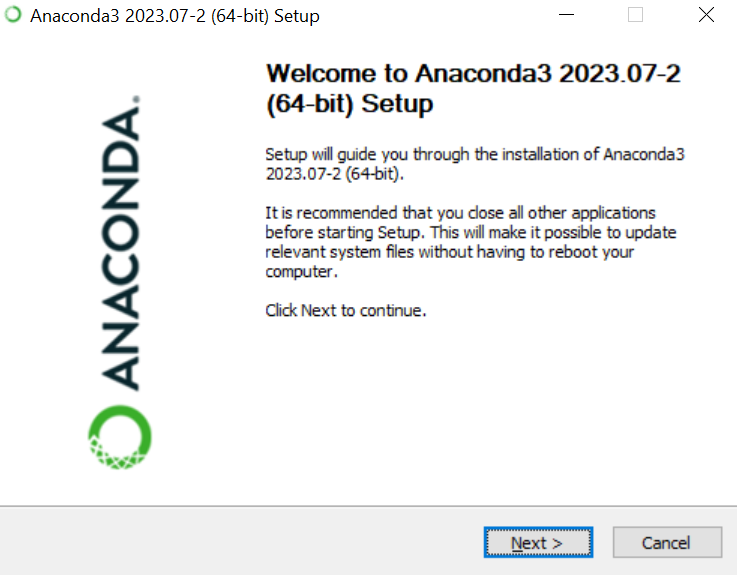 Anaconda3 2023.07-2 (64-bit) Setup
Welcome to Anaconda3 2023.07-2
(64-bit) Setup
Setup will guide you through the installation of Anaconda3
2023.07-2 (64-bit).
It is recommended that you close all other applications
before starting Setup. This will make it possible to update
relevant system files without having to reboot your
computer.
Click Next to continue.
ANACONDA.
Next >
Cancel